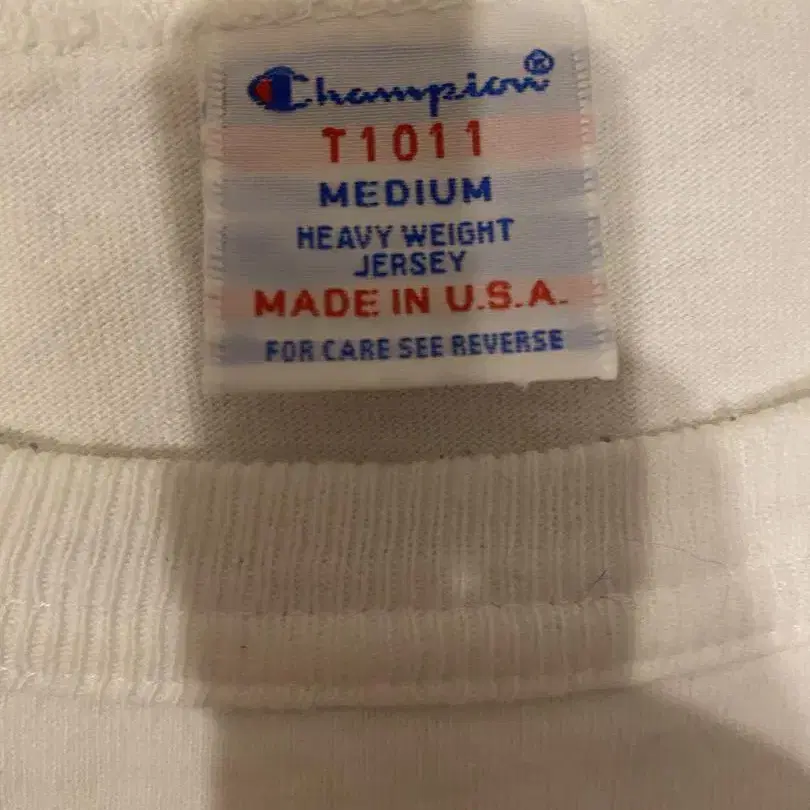 Champion®
T1011
MEDIUM
HEAVY WEIGHT
JERSEY
MADE IN U.S.A.
FOR CARE SEE REVERSE